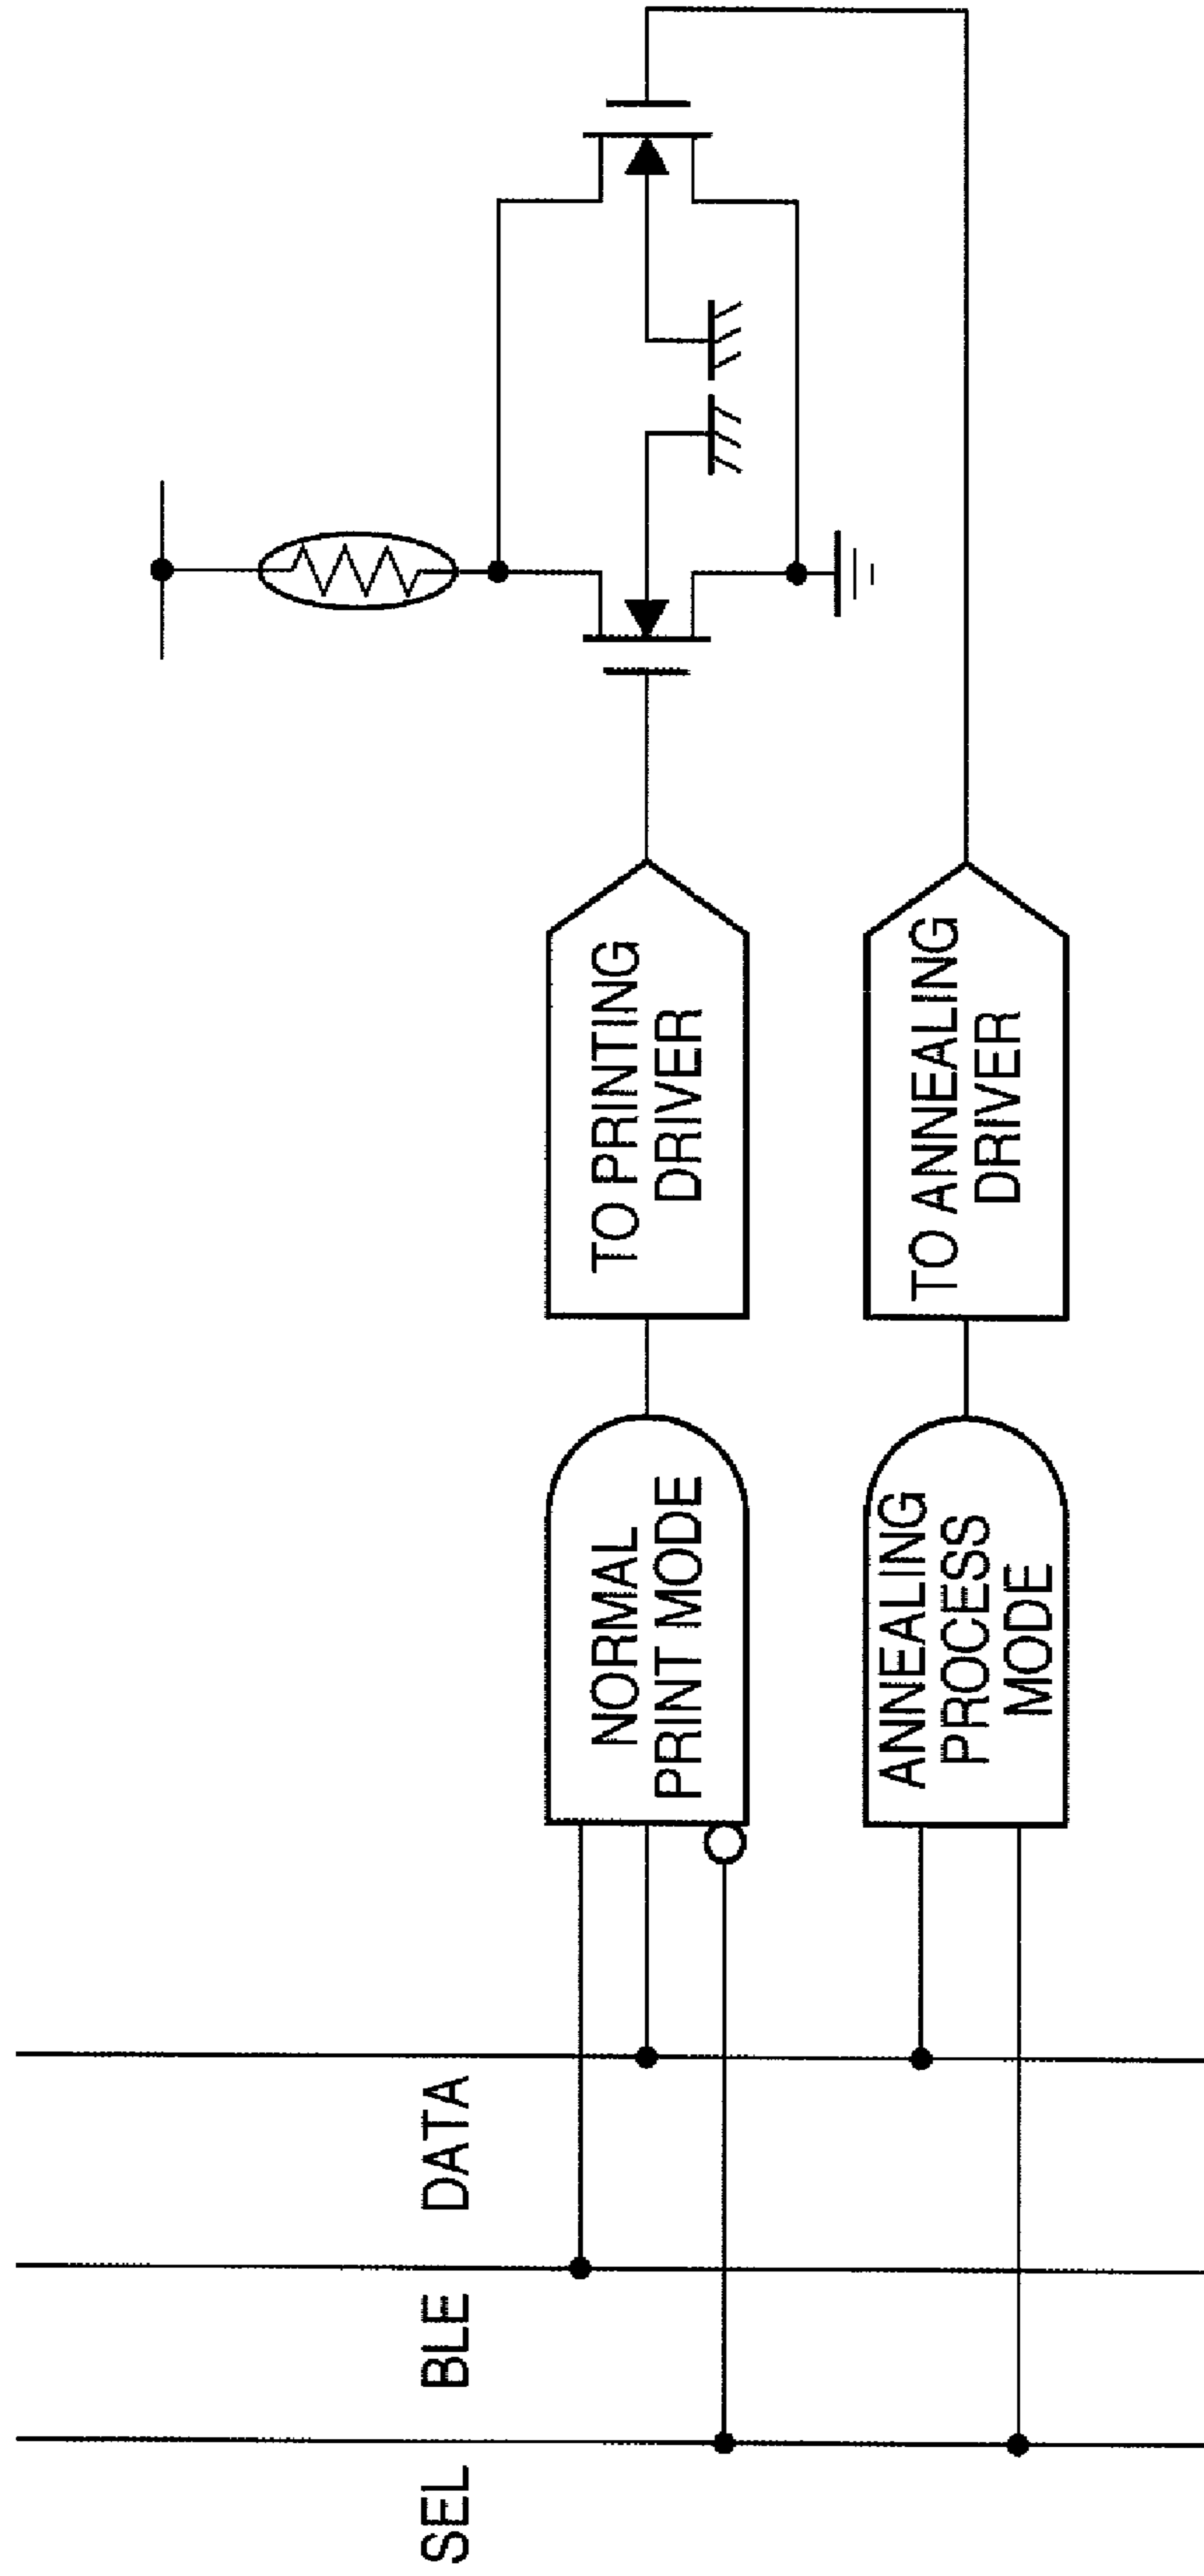 SEL
BLE
DATA
NORMAL
PRINT MODE
TO PRINTING
DRIVER
ANNEALING
PROCESS
MODE
TO ANNEALING
DRIVER